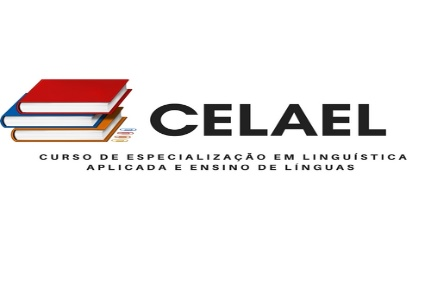 CELAEL
CURSO DE ESPECIALIZAÇÃO EM LINGUÍSTICA
APLICADA E ENSINO DE LÍNGUAS